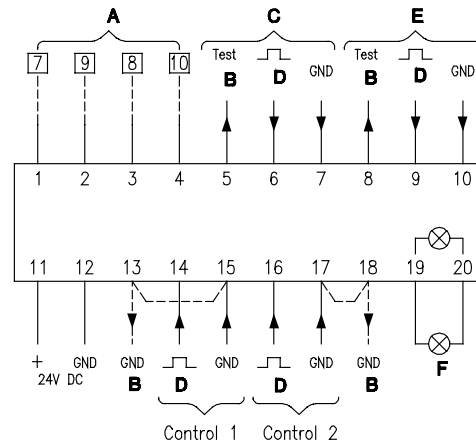 A C E
7 9 8 10 Test GND Test GND
B D B D
1 2 3 4 5 6 7 8 9 10
11 12 13 14 15 16 17 18 19 20
+ GND GND GND GND GND
24V DC B D D B F
Control 1 Control 2